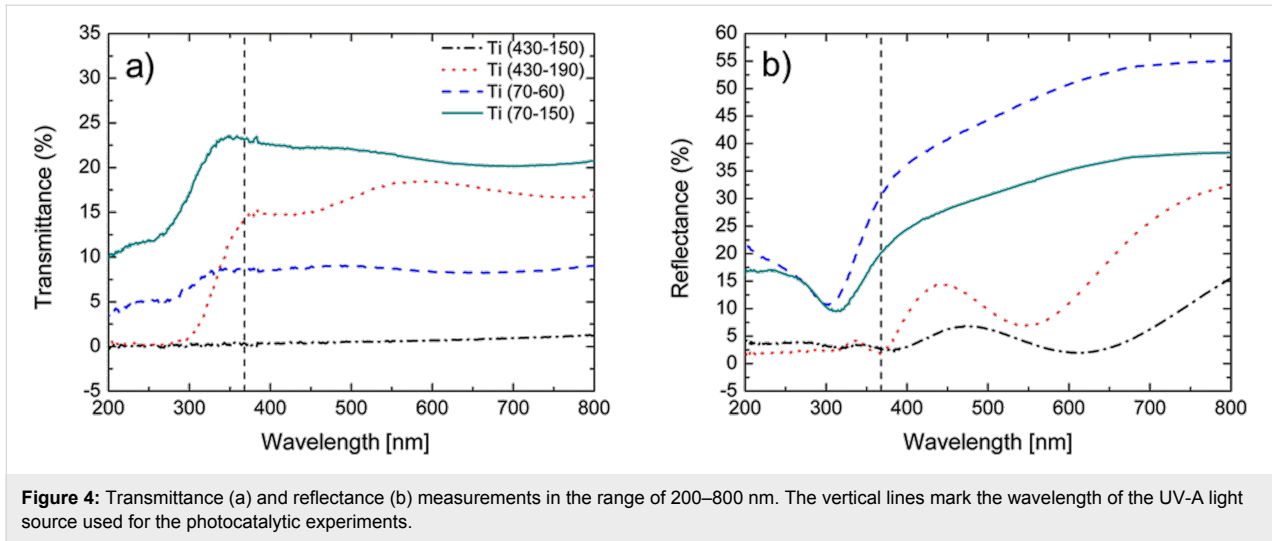 a)
Transmittance (%)
35
30
25
20
15
10
5
0
-5
200 300 400 500 600 700 800
Wavelength [nm]
Ti (430-150)
Ti (430-190)
Ti (70-60)
Ti (70-150)
b)
Reflectance (%)
60
55
50
45
40
35
30
25
20
15
10
5
0
-5
200 300 400 500 600 700 800
Wavelength [nm]
Figure 4: Transmittance (a) and reflectance (b) measurements in the range of 200–800 nm. The vertical lines mark the wavelength of the UV-A light
source used for the photocatalytic experiments.